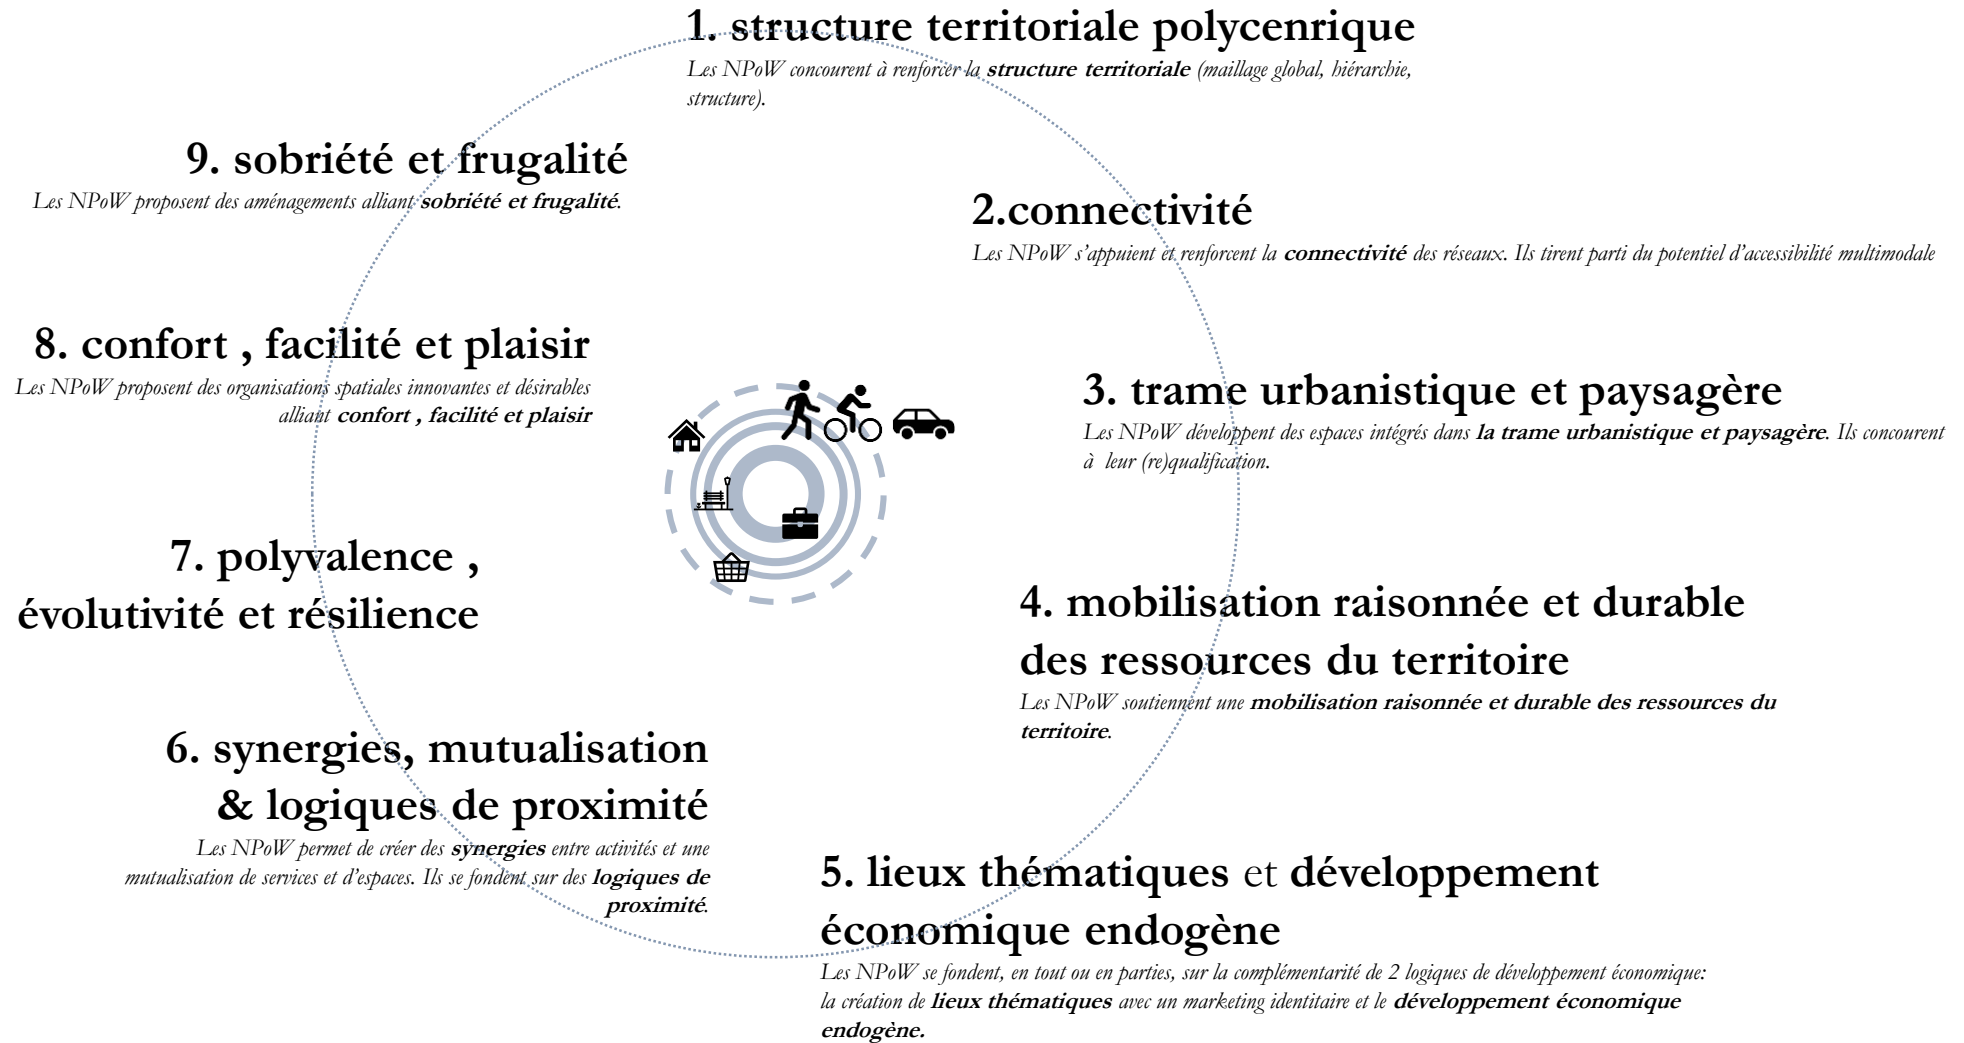 1. structure territoriale polycenrique
Les NPoW concourent à renforcer la structure territoriale (maillage global, hiérarchie,
structure).
2.connectivité
Les NPoW s'appuient et renforcent la connectivité des réseaux. Ils tirent parti du potentiel d'accessibilité multimodale
3. trame urbanistique et paysagère
Les NPoW développent des espaces intégrés dans la trame urbanistique et paysagère. Ils concourent
à leur (re)qualification.
4. mobilisation raisonnée et durable
des ressources du territoire
Les NPoW soutiennent une mobilisation raisonnée et durable des ressources du
territoire.
5. lieux thématiques et développement
économique endogène
Les NPoW se fondent, en tout ou en parties, sur la complémentarité de 2 logiques de développement économique:
la création de lieux thématiques avec un marketing identitaire et le développement économique
endogène.
6. synergies, mutualisation
& logiques de proximité
Les NPoW permet de créer des synergies entre activités et une
mutualisation de services et d'espaces. Ils se fondent sur des logiques de
proximité.
7. polyvalence ,
évolutivité et résilience
8. confort , facilité et plaisir
Les NPoW proposent des organisations spatiales innovantes et désirables
alliant confort , facilité et plaisir
9. sobriété et frugalité
Les NPoW proposent des aménagements alliant sobriété et frugalité.